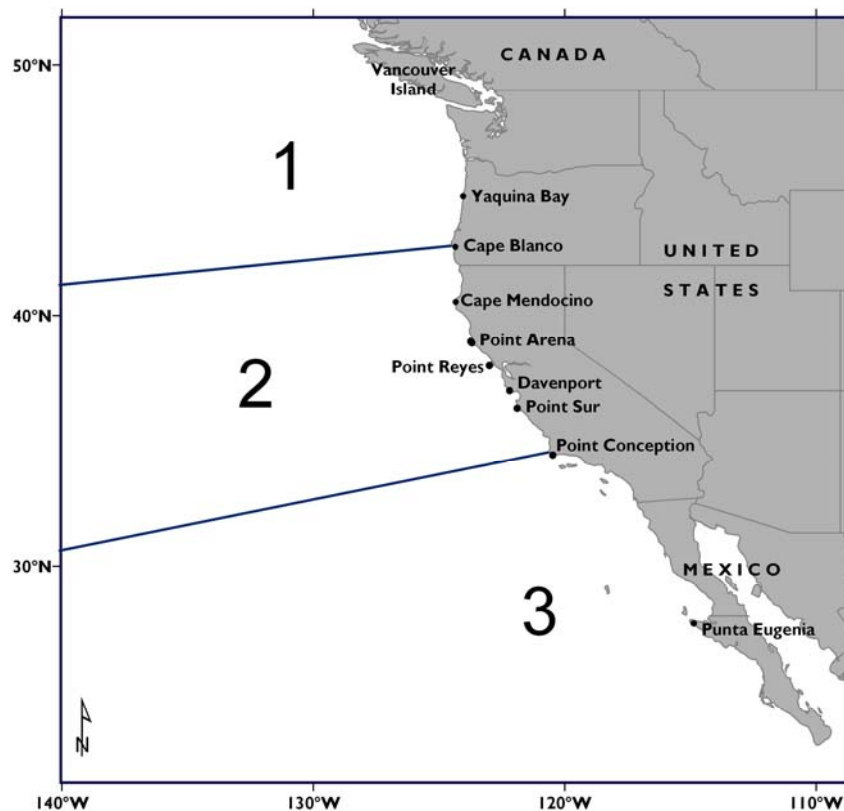 50°N
CANADA
Vancouver
Island
1
Yaquina Bay
Cape Blanco
UNITED
STATES
40°N
Cape Mendocino
Point Arena
Point Reyes
2
Davenport
Point Sur
Point Conception
30°N
MEXICO
3
Punta Eugenia
N
140°W
130°W
120°W
110°W